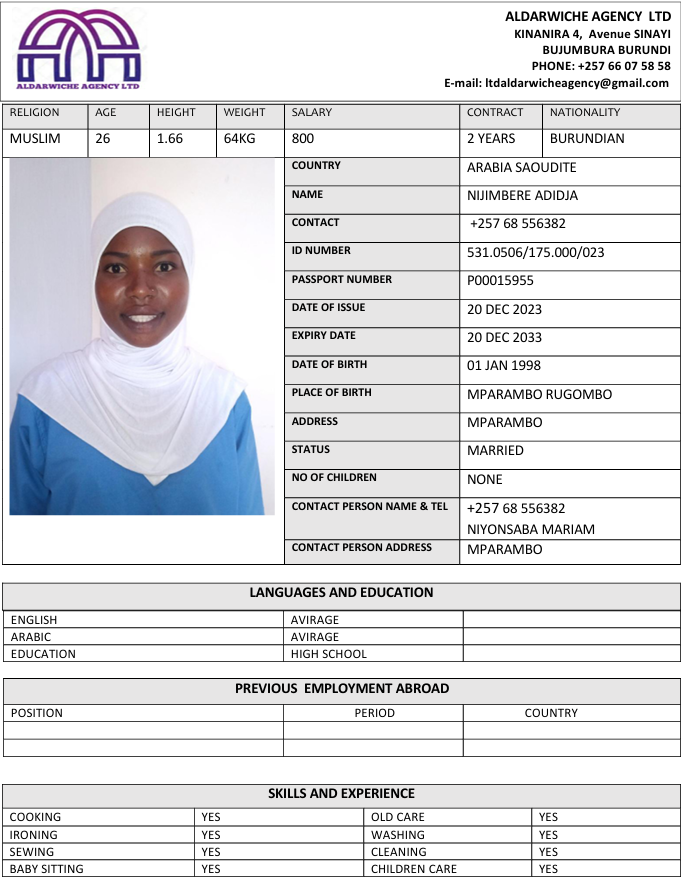 ALDARWICHE AGENCY LTD
ALDARWICHE AGENCY LTD
KINANIRA 4, Avenue SINAYI
BUJUMBURA BURUNDI
PHONE: +257 66 07 58 58
E-mail: ltdaldarwicheagency@gmail.com
RELIGION AGE HEIGHT WEIGHT SALARY CONTRACT NATIONALITY
MUSLIM 26 1.66 64KG 800 2 YEARS BURUNDIAN
COUNTRY ARABIA SAOUDITE
NAME NIJIMBERE ADIDJA
CONTACT +257 68 556382
ID NUMBER 531.0506/175.000/023
PASSPORT NUMBER P00015955
DATE OF ISSUE 20 DEC 2023
EXPIRY DATE 20 DEC 2033
DATE OF BIRTH 01 JAN 1998
PLACE OF BIRTH MPARAMBO RUGOMBO
ADDRESS MPARAMBO
STATUS MARRIED
NO OF CHILDREN NONE
CONTACT PERSON NAME & TEL +257 68 556382
NIYONSABA MARIAM
CONTACT PERSON ADDRESS MPARAMBO
LANGUAGES AND EDUCATION
ENGLISH AVIRAGE
ARABIC AVIRAGE
EDUCATION HIGH SCHOOL
PREVIOUS EMPLOYMENT ABROAD
POSITION PERIOD COUNTRY
SKILLS AND EXPERIENCE
COOKING YES OLD CARE YES
IRONING YES WASHING YES
SEWING YES CLEANING YES
BABY SITTING YES CHILDREN CARE YES